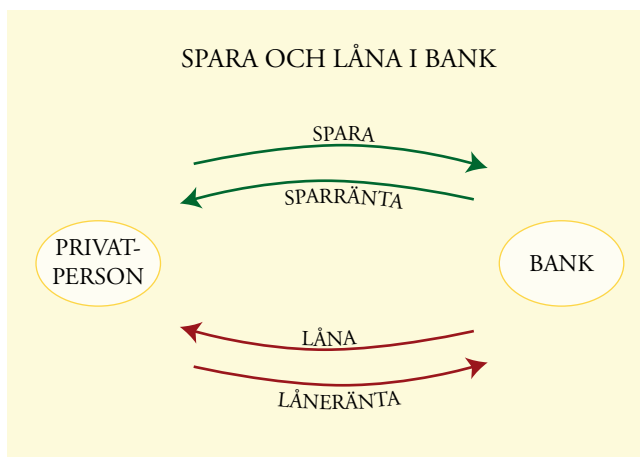 SPARA OCH LÅNA I BANK
SPARA
SPARRÄNTA
PRIVAT-
PERSON
BANK
LÅNA
LÅNERÄNTA